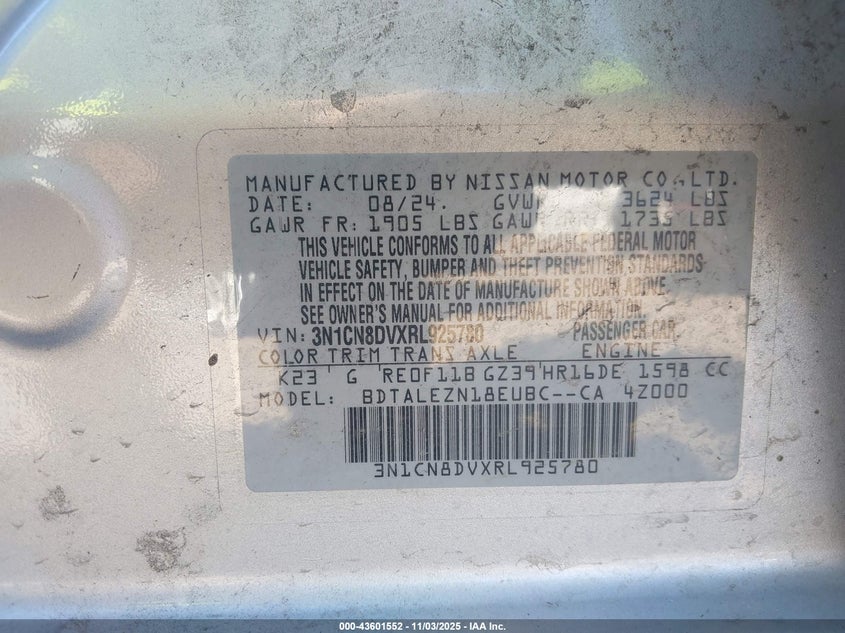 MANUFACTURED BY NISSAN MOTOR CO.,LTD.
DATE: 08/24. GVW 3624 LBS
GAWR FR: 1905 LBS GAW 1735 LBS
THIS VEHICLE CONFORMS TO ALL APPLICABLE FEDERAL MOTOR
VEHICLE SAFETY, BUMPER AND THEFT PREVENTION STANDARDS
IN EFFECT ON THE DATE OF MANUFACTURE SHOWN ABOVE.
SEE OWNER'S MANUAL FOR ADDITIONAL INFORMATION.
VIN: 3N1CN8DVXRL925780 PASSENGER CAR
COLOR TRIM TRANS AXLE ENGINE
K23 G RE0F11B GZ39 HR16DE 1598 CC
MODEL: BDTALEZN18EUBC--CA 4Z000
3N1CN8DVXRL925780
000-43601552 - 11/03/2025 - IAA Inc.